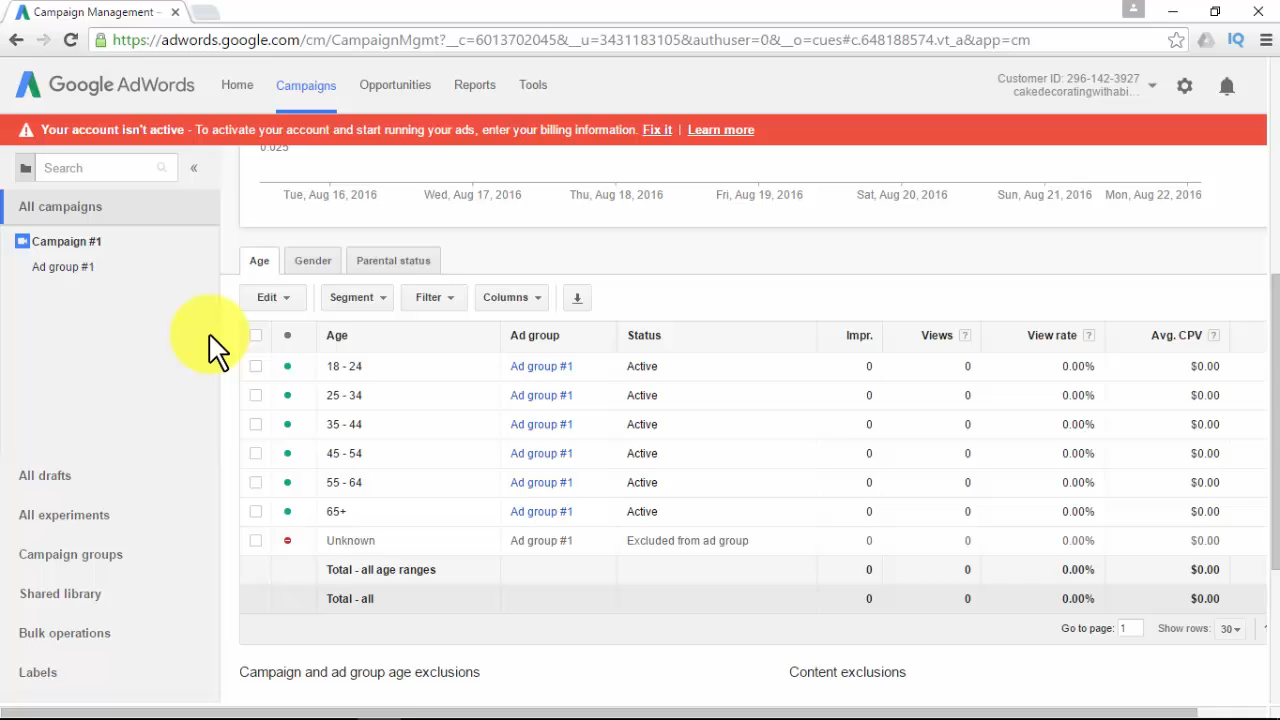 Campaign Management –
https://adwords.google.com/cm/CampaignMgmt?__c=6013702045&__u=3431183105&authuser=0&__o=cues#c.648188574.vt_a&app=cm
IQ
Google AdWords
Home
Campaigns
Opportunities
Reports
Tools
Customer ID: 296-142-3927
cakedecoratingwithabi...
Your account isn't active - To activate your account and start running your ads, enter your billing information. Fix it | Learn more
Search
«
All campaigns
Campaign #1
Ad group #1
All drafts
All experiments
Campaign groups
Shared library
Bulk operations
Labels
0.025
Tue, Aug 16, 2016 Wed, Aug 17, 2016 Thu, Aug 18, 2016 Fri, Aug 19, 2016 Sat, Aug 20, 2016 Sun, Aug 21, 2016 Mon, Aug 22, 2016
Age Gender Parental status
Edit Segment Filter Columns
Age Ad group Status Impr. Views ? View rate ? Avg. CPV ?
18 - 24 Ad group #1 Active 0 0 0.00% $0.00
25 - 34 Ad group #1 Active 0 0 0.00% $0.00
35 - 44 Ad group #1 Active 0 0 0.00% $0.00
45 - 54 Ad group #1 Active 0 0 0.00% $0.00
55 - 64 Ad group #1 Active 0 0 0.00% $0.00
65+ Ad group #1 Active 0 0 0.00% $0.00
Unknown Ad group #1 Excluded from ad group 0 0 0.00% $0.00
Total - all age ranges 0 0 0.00% $0.00
Total - all 0 0 0.00% $0.00
Go to page: 1 Show rows: 30
Campaign and ad group age exclusions
Content exclusions